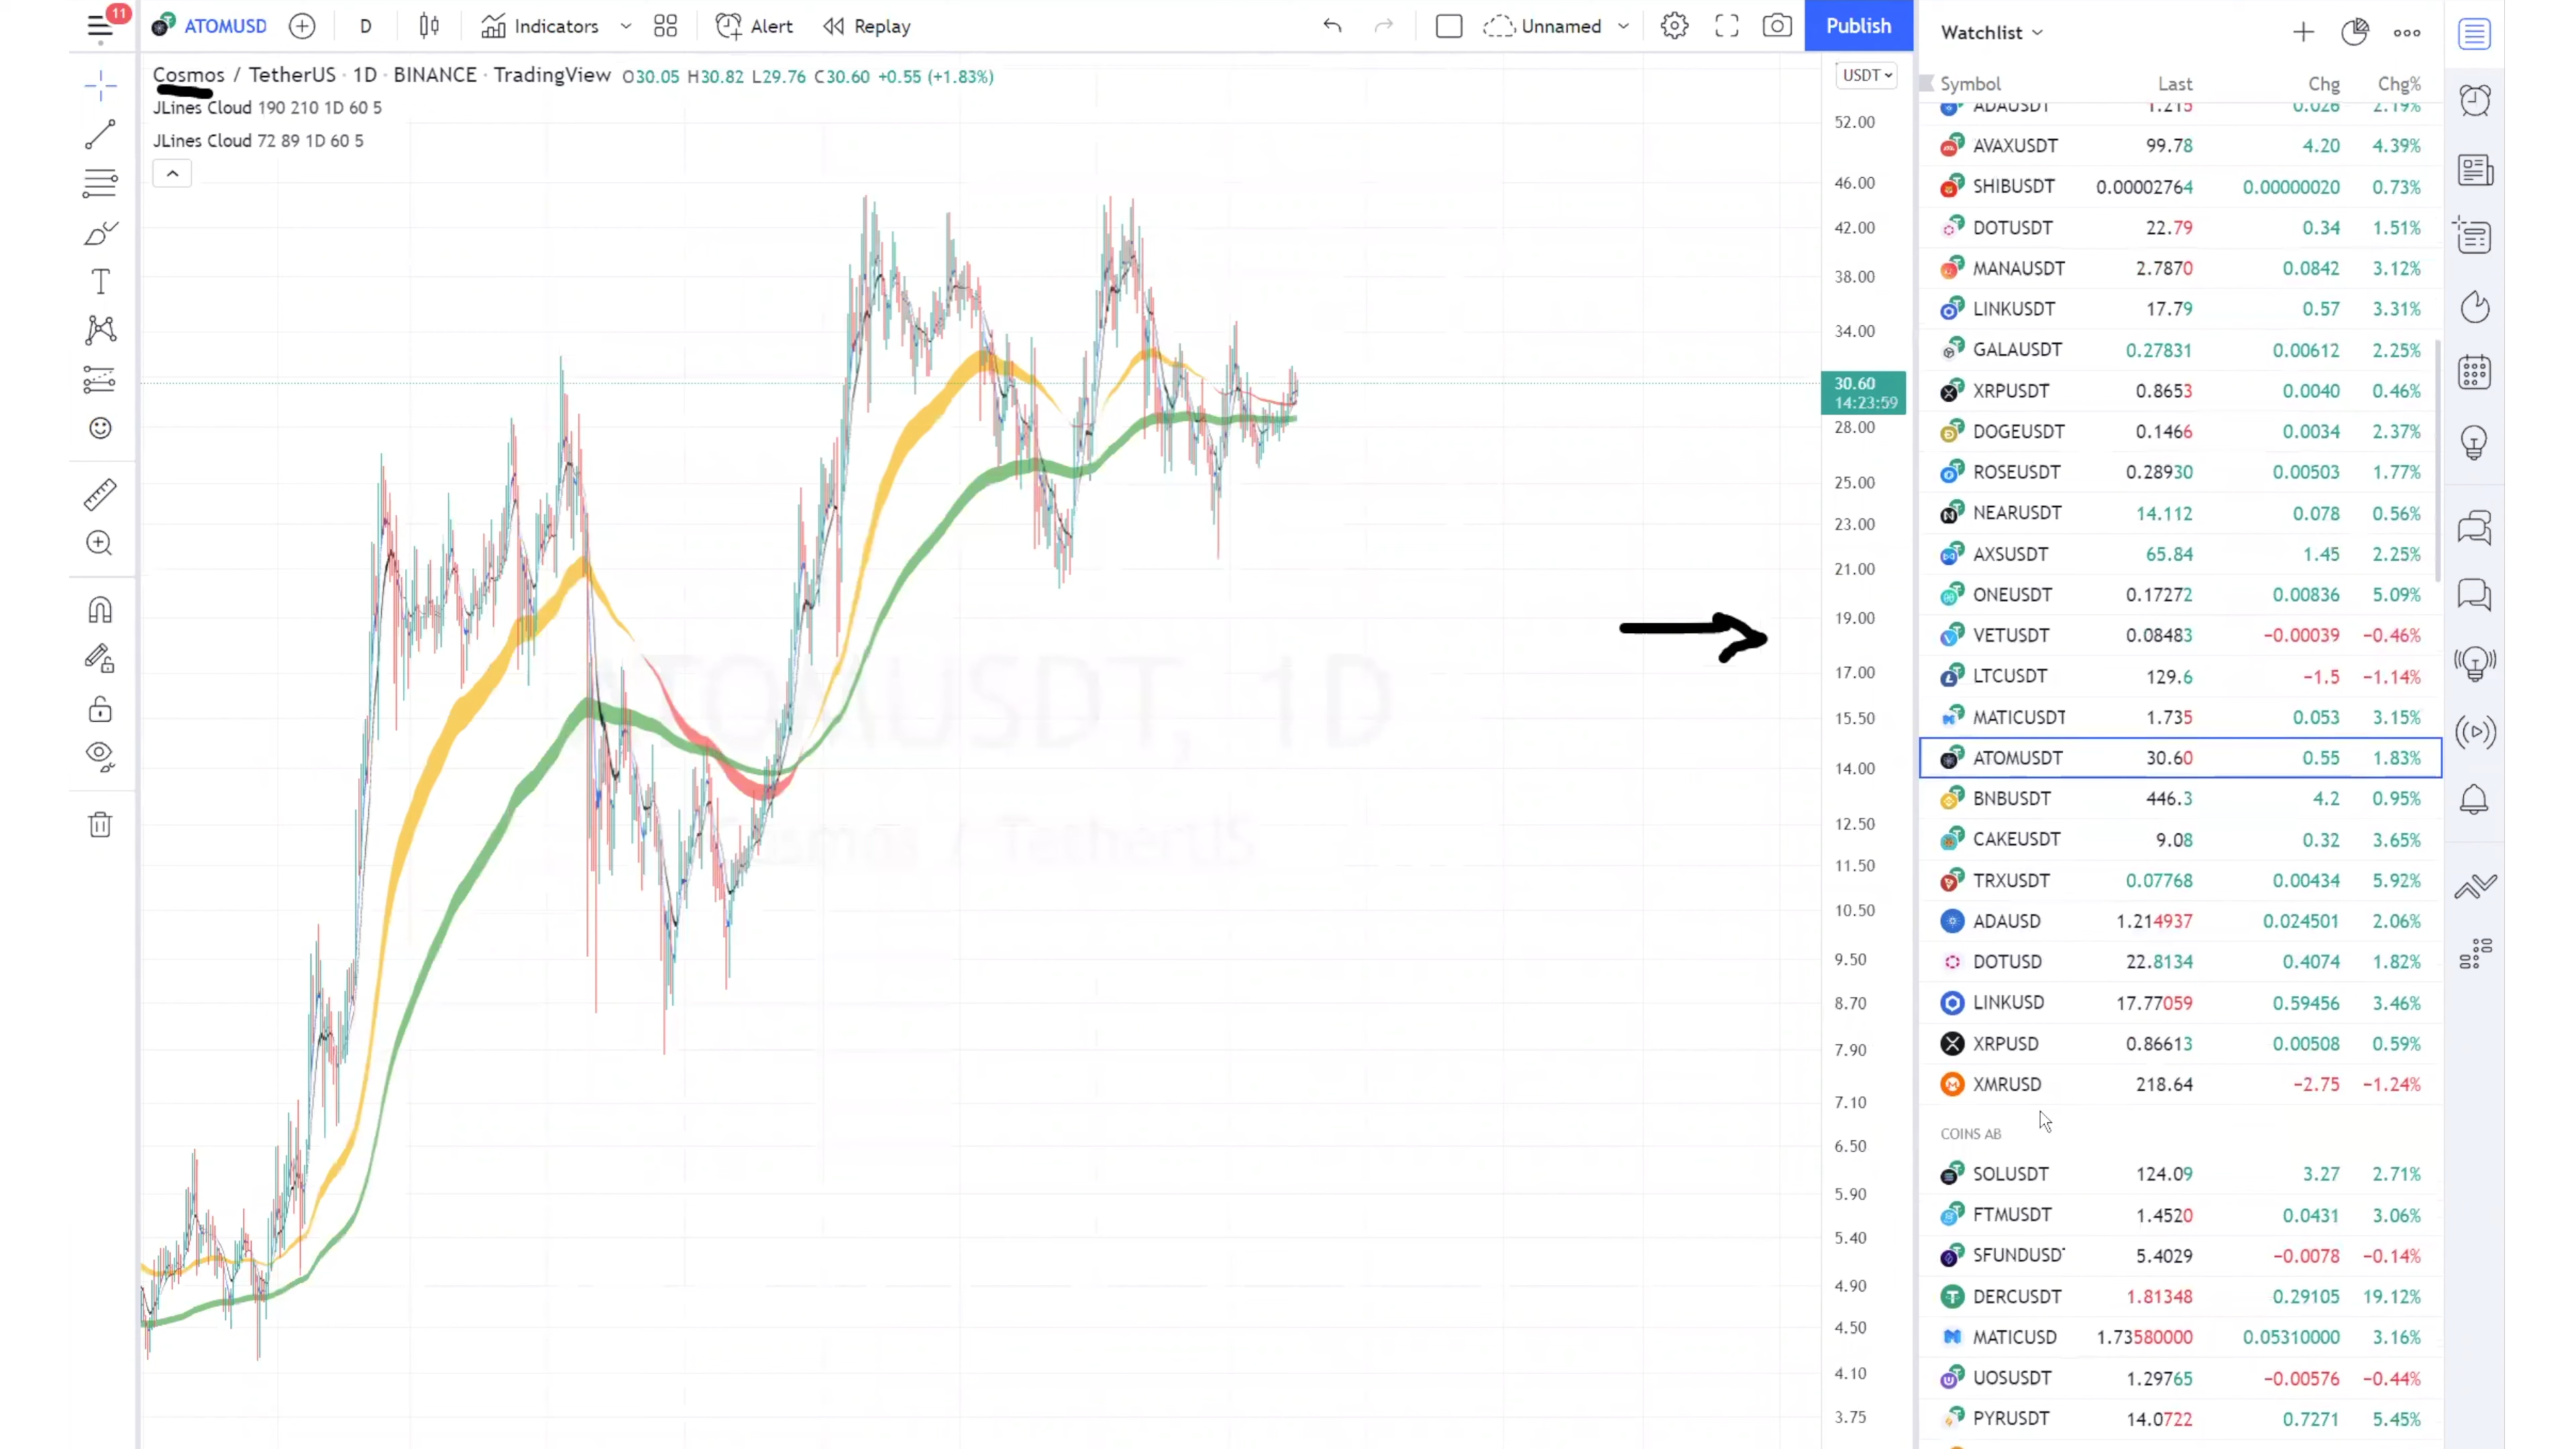 11
ATOMUSD
D
Indicators
Alert
Replay
Unnamed
Publish
Cosmos / TetherUS · 1D · BINANCE · TradingView O30.05 H30.82 L29.76 C30.60 +0.55 (+1.83%)
JLines Cloud 190 210 1D 60 5
JLines Cloud 72 89 1D 60 5
ATOMUSDT, 1D
Cosmos / TetherUS
USDT
52.00
46.00
42.00
38.00
34.00
30.60
14:23:59
28.00
25.00
23.00
21.00
19.00
17.00
15.50
14.00
12.50
11.50
10.50
9.50
8.70
7.90
7.10
6.50
5.90
5.40
4.90
4.50
4.10
3.75
Watchlist
Symbol Last Chg Chg%
ADAUSDT 1.215 0.026 2.19%
AVAXUSDT 99.78 4.20 4.39%
SHIBUSDT 0.00002764 0.00000020 0.73%
DOTUSDT 22.79 0.34 1.51%
MANAUSDT 2.7870 0.0842 3.12%
LINKUSDT 17.79 0.57 3.31%
GALAUSDT 0.27831 0.00612 2.25%
XRPUSDT 0.8653 0.0040 0.46%
DOGEUSDT 0.1466 0.0034 2.37%
ROSEUSDT 0.28930 0.00503 1.77%
NEARUSDT 14.112 0.078 0.56%
AXSUSDT 65.84 1.45 2.25%
ONEUSDT 0.17272 0.00836 5.09%
VETUSDT 0.08483 −0.00039 −0.46%
LTCUSDT 129.6 −1.5 −1.14%
MATICUSDT 1.735 0.053 3.15%
ATOMUSDT 30.60 0.55 1.83%
BNBUSDT 446.3 4.2 0.95%
CAKEUSDT 9.08 0.32 3.65%
TRXUSDT 0.07768 0.00434 5.92%
ADAUSD 1.214937 0.024501 2.06%
DOTUSD 22.8134 0.4074 1.82%
LINKUSD 17.77059 0.59456 3.46%
XRPUSD 0.86613 0.00508 0.59%
XMRUSD 218.64 −2.75 −1.24%
COINS AB
SOLUSDT 124.09 3.27 2.71%
FTMUSDT 1.4520 0.0431 3.06%
SFUNDUSD 5.4029 −0.0078 −0.14%
DERCUSDT 1.81348 0.29105 19.12%
MATICUSD 1.73580000 0.05310000 3.16%
UOSUSDT 1.29765 −0.00576 −0.44%
PYRUSDT 14.0722 0.7271 5.45%